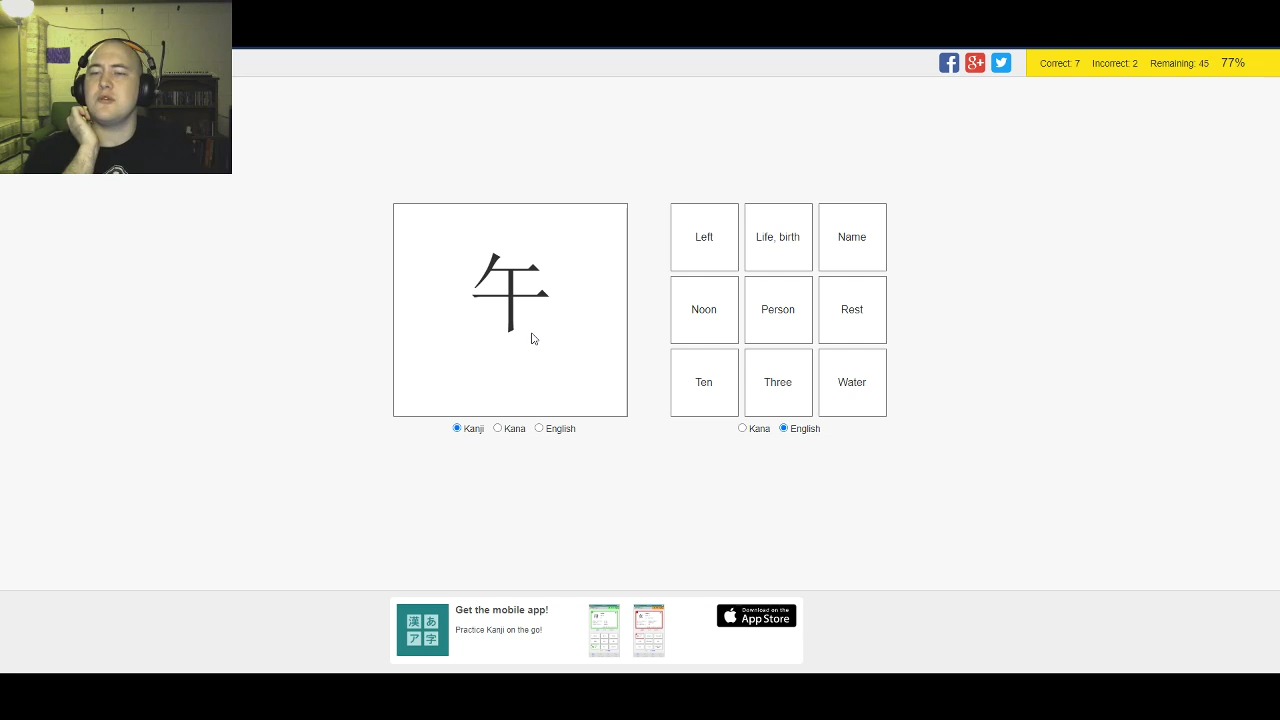 Correct: 7 Incorrect: 2 Remaining: 45 77%
午
Left Life, birth Name
Noon Person Rest
Ten Three Water
Kanji Kana English
Kana English
漢あ
ア字
Get the mobile app!
Practice Kanji on the go!
Download on the
App Store